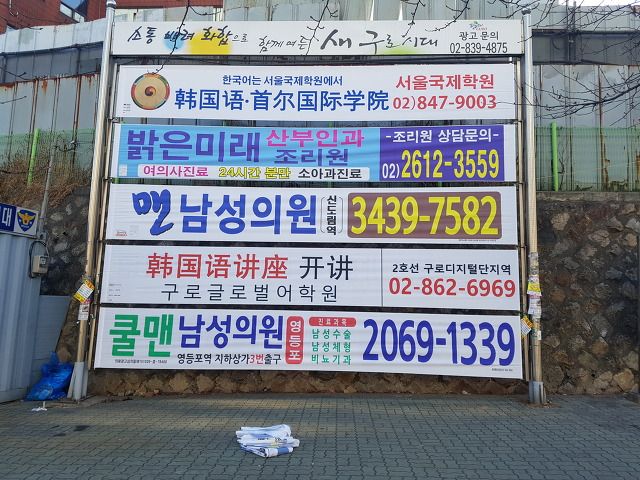 소통 배려 화합으로 함께 여는 새 구로 시대
광고 문의
02-839-4875
한국어는 서울국제학원에서
韩国语·首尔国际学院
서울국제학원
02)847-9003
밝은미래 산부인과 조리원
여의사진료 24시간 분만 소아과진료
-조리원 상담문의-
02)2612-3559
맨남성의원 신도림역 3439-7582
韩国语讲座 开讲
구로글로벌어학원
2호선 구로디지털단지역
02-862-6969
쿨맨남성의원 영등포
영등포역 지하상가3번출구
진료과목
남성수술
남성체형
비뇨기과
2069-1339